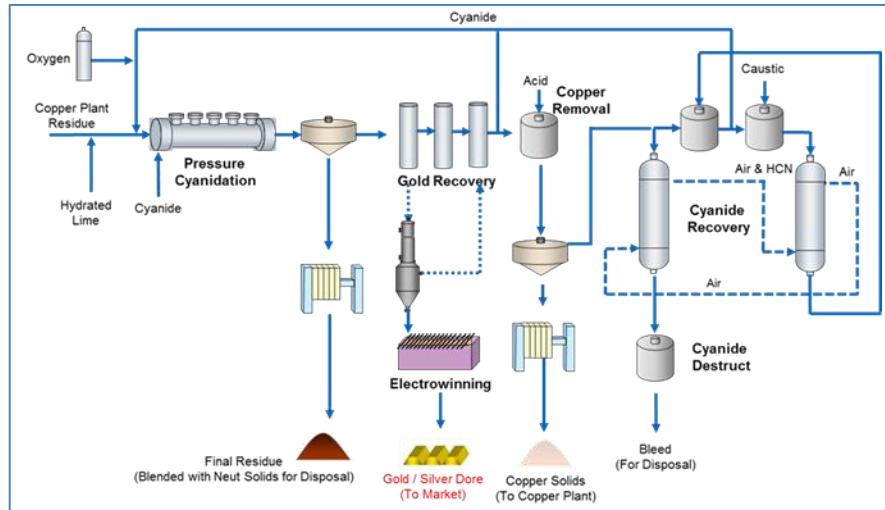 Cyanide
Oxygen
Copper Plant
Residue
Hydrated
Lime
Cyanide
Pressure
Cyanidation
Gold Recovery
Acid
Copper
Removal
Caustic
Air & HCN
Air
Cyanide
Recovery
Air
Electrowinning
Cyanide
Destruct
Final Residue
(Blended with Neut Solids for Disposal)
Gold / Silver Dore
(To Market)
Copper Solids
(To Copper Plant)
Bleed
(For Disposal)